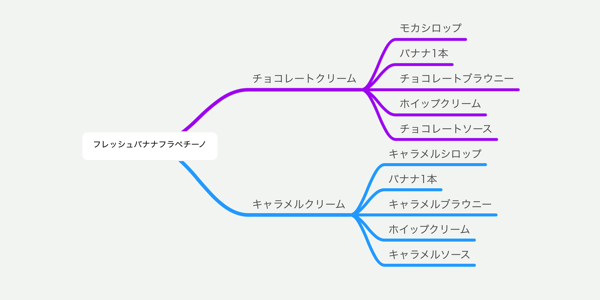 フレッシュバナナフラペチーノ
チョコレートクリーム
モカシロップ
バナナ1本
チョコレートブラウニー
ホイップクリーム
チョコレートソース
キャラメルクリーム
キャラメルシロップ
バナナ1本
キャラメルブラウニー
ホイップクリーム
キャラメルソース